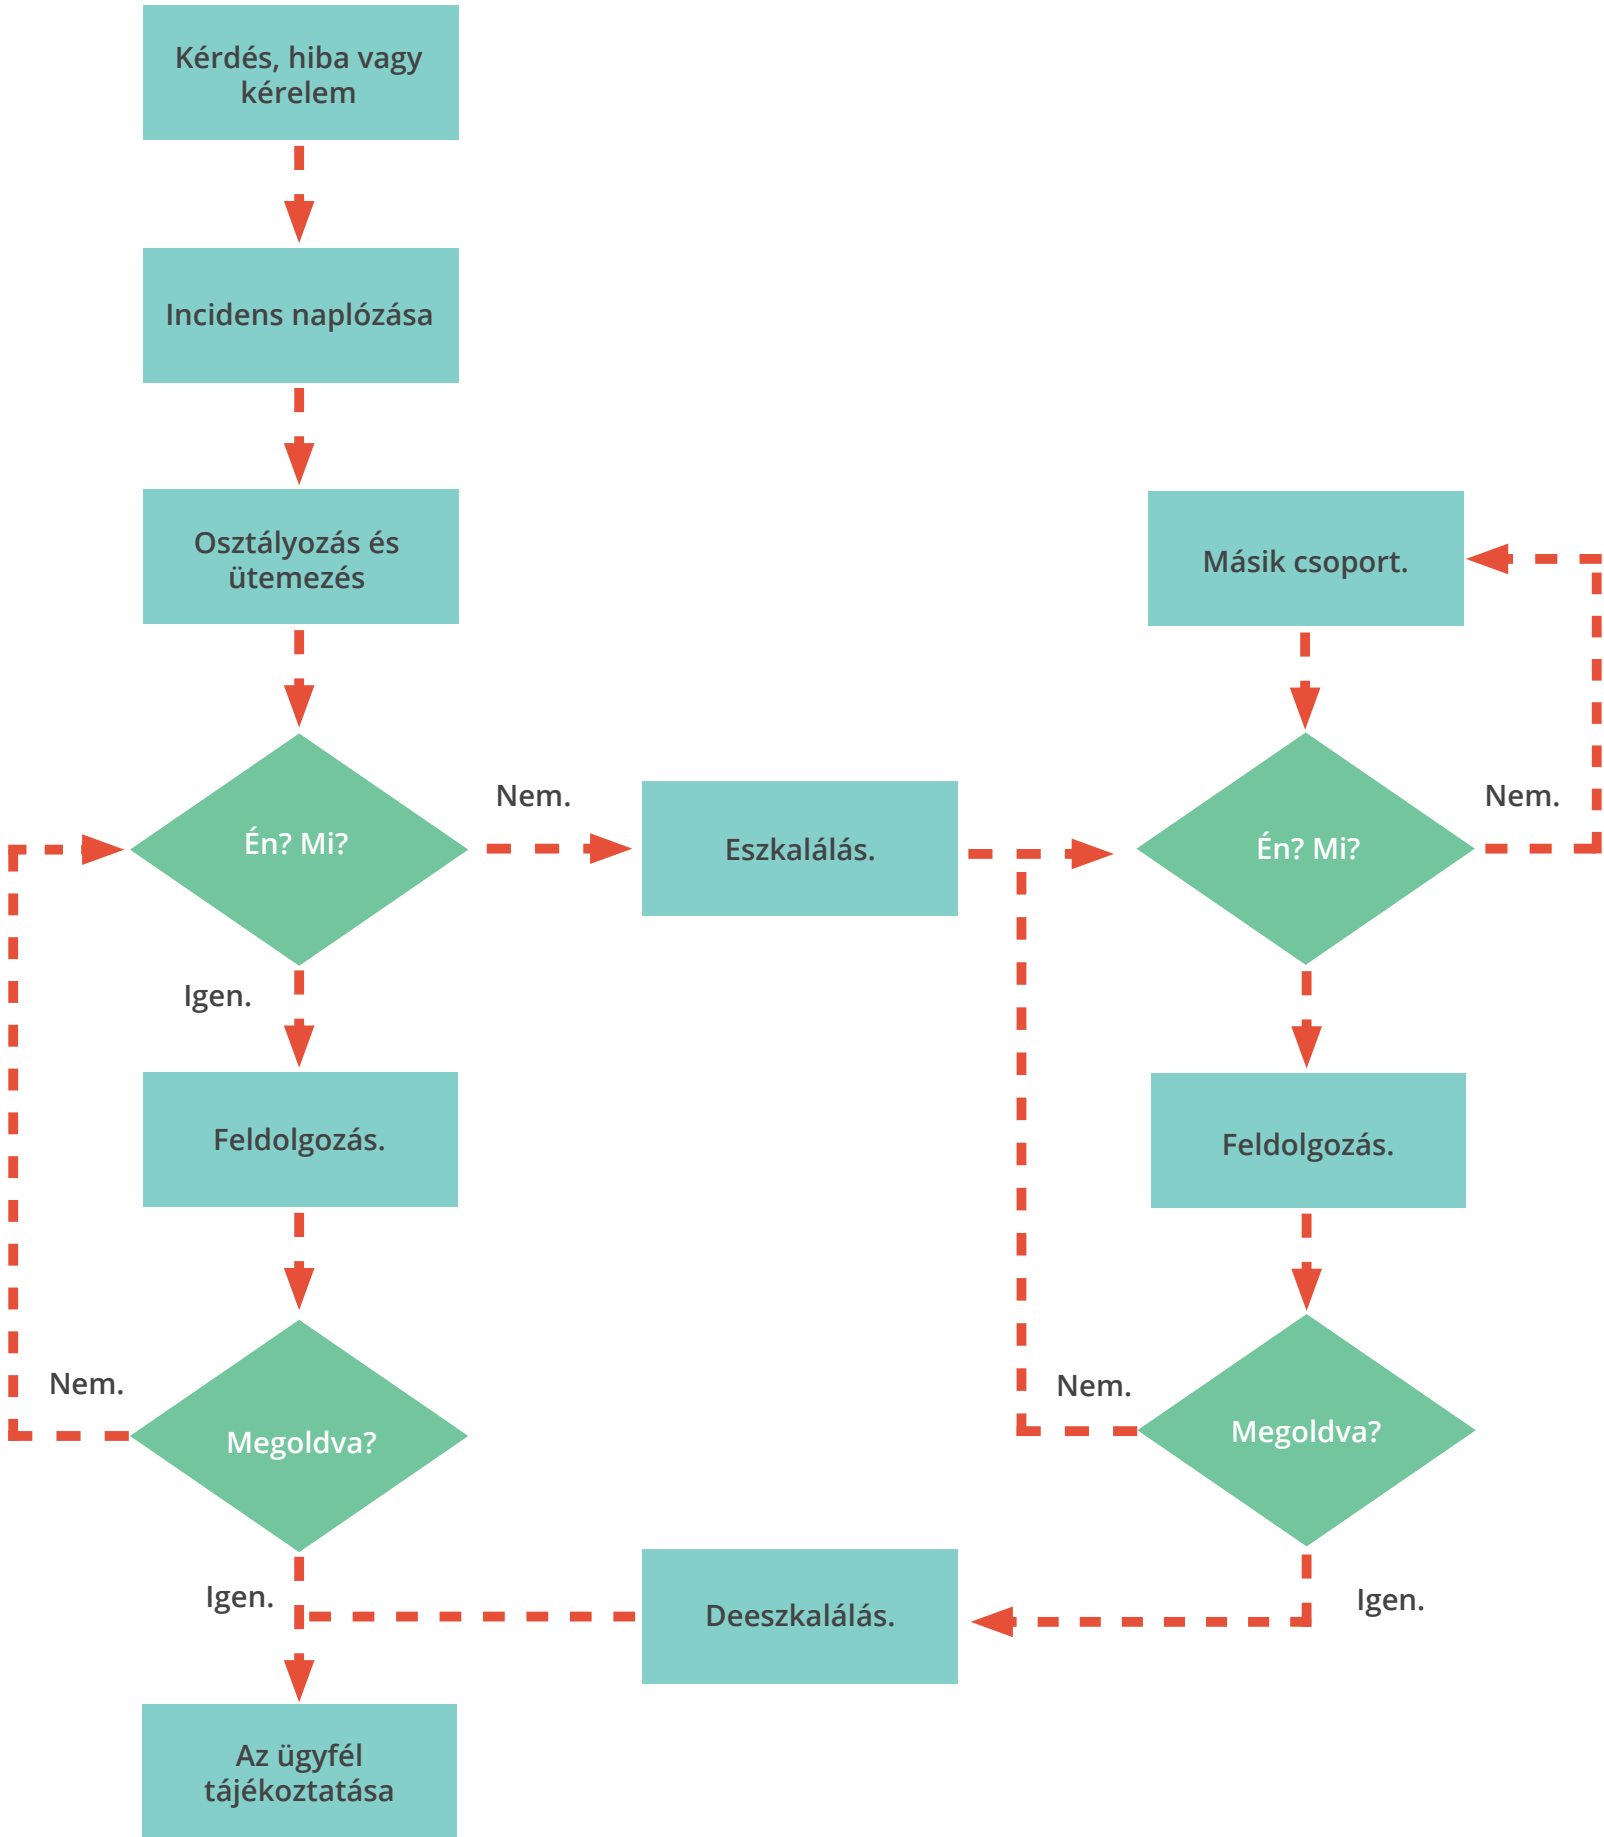 Kérdés, hiba vagy
kérelem
Incidens naplózása
Osztályozás és
ütemezés
Másik csoport.
Én? Mi?
Nem.
Eszkalálás.
Én? Mi?
Nem.
Igen.
Feldolgozás.
Feldolgozás.
Nem.
Megoldva?
Nem.
Megoldva?
Igen.
Deeszkalálás.
Igen.
Az ügyfél
tájékoztatása